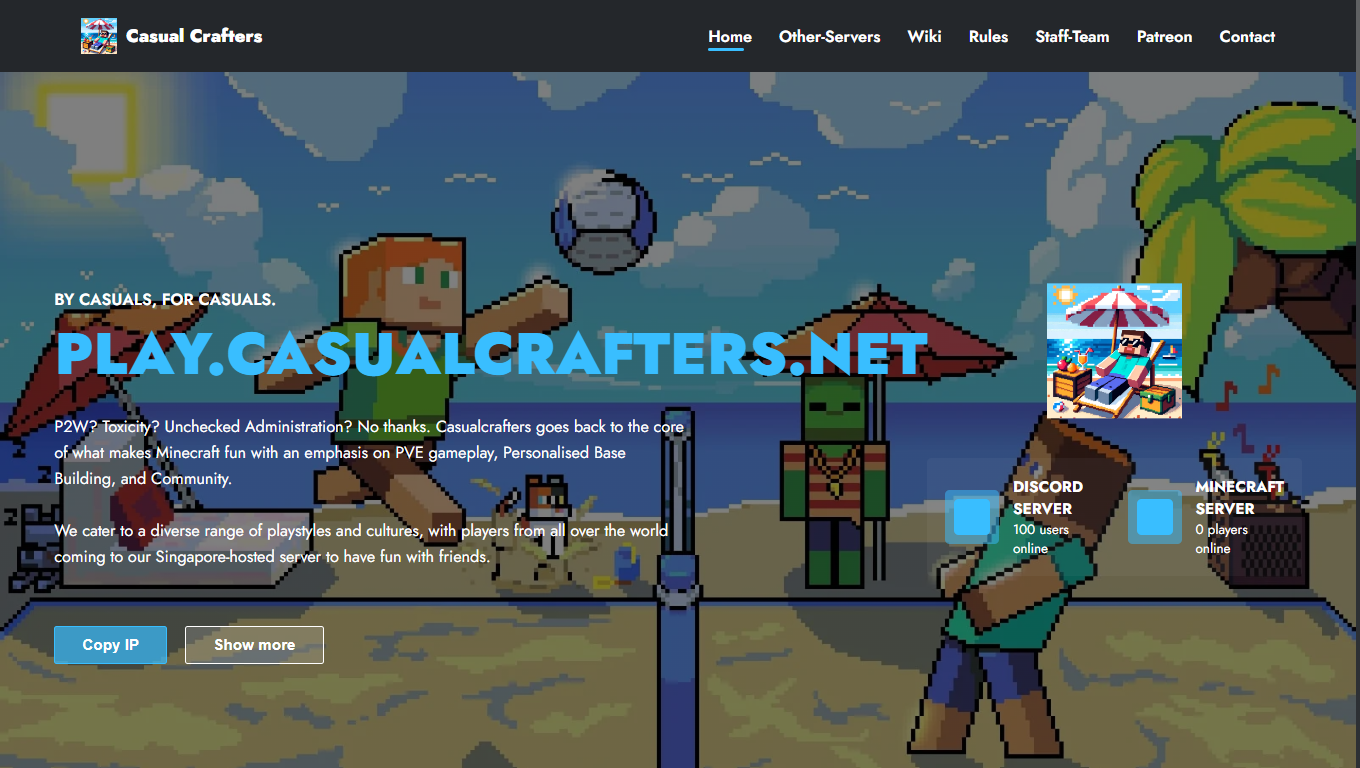 Casual Crafters
Home Other-Servers Wiki Rules Staff-Team Patreon Contact
BY CASUALS, FOR CASUALS.
PLAY.CASUALCRAFTERS.NET
P2W? Toxicity? Unchecked Administration? No thanks. Casualcrafters goes back to the core
of what makes Minecraft fun with an emphasis on PVE gameplay, Personalised Base
Building, and Community.
We cater to a diverse range of playstyles and cultures, with players from all over the world
coming to our Singapore-hosted server to have fun with friends.
Copy IP Show more
DISCORD
SERVER
100 users
online
MINECRAFT
SERVER
0 players
online